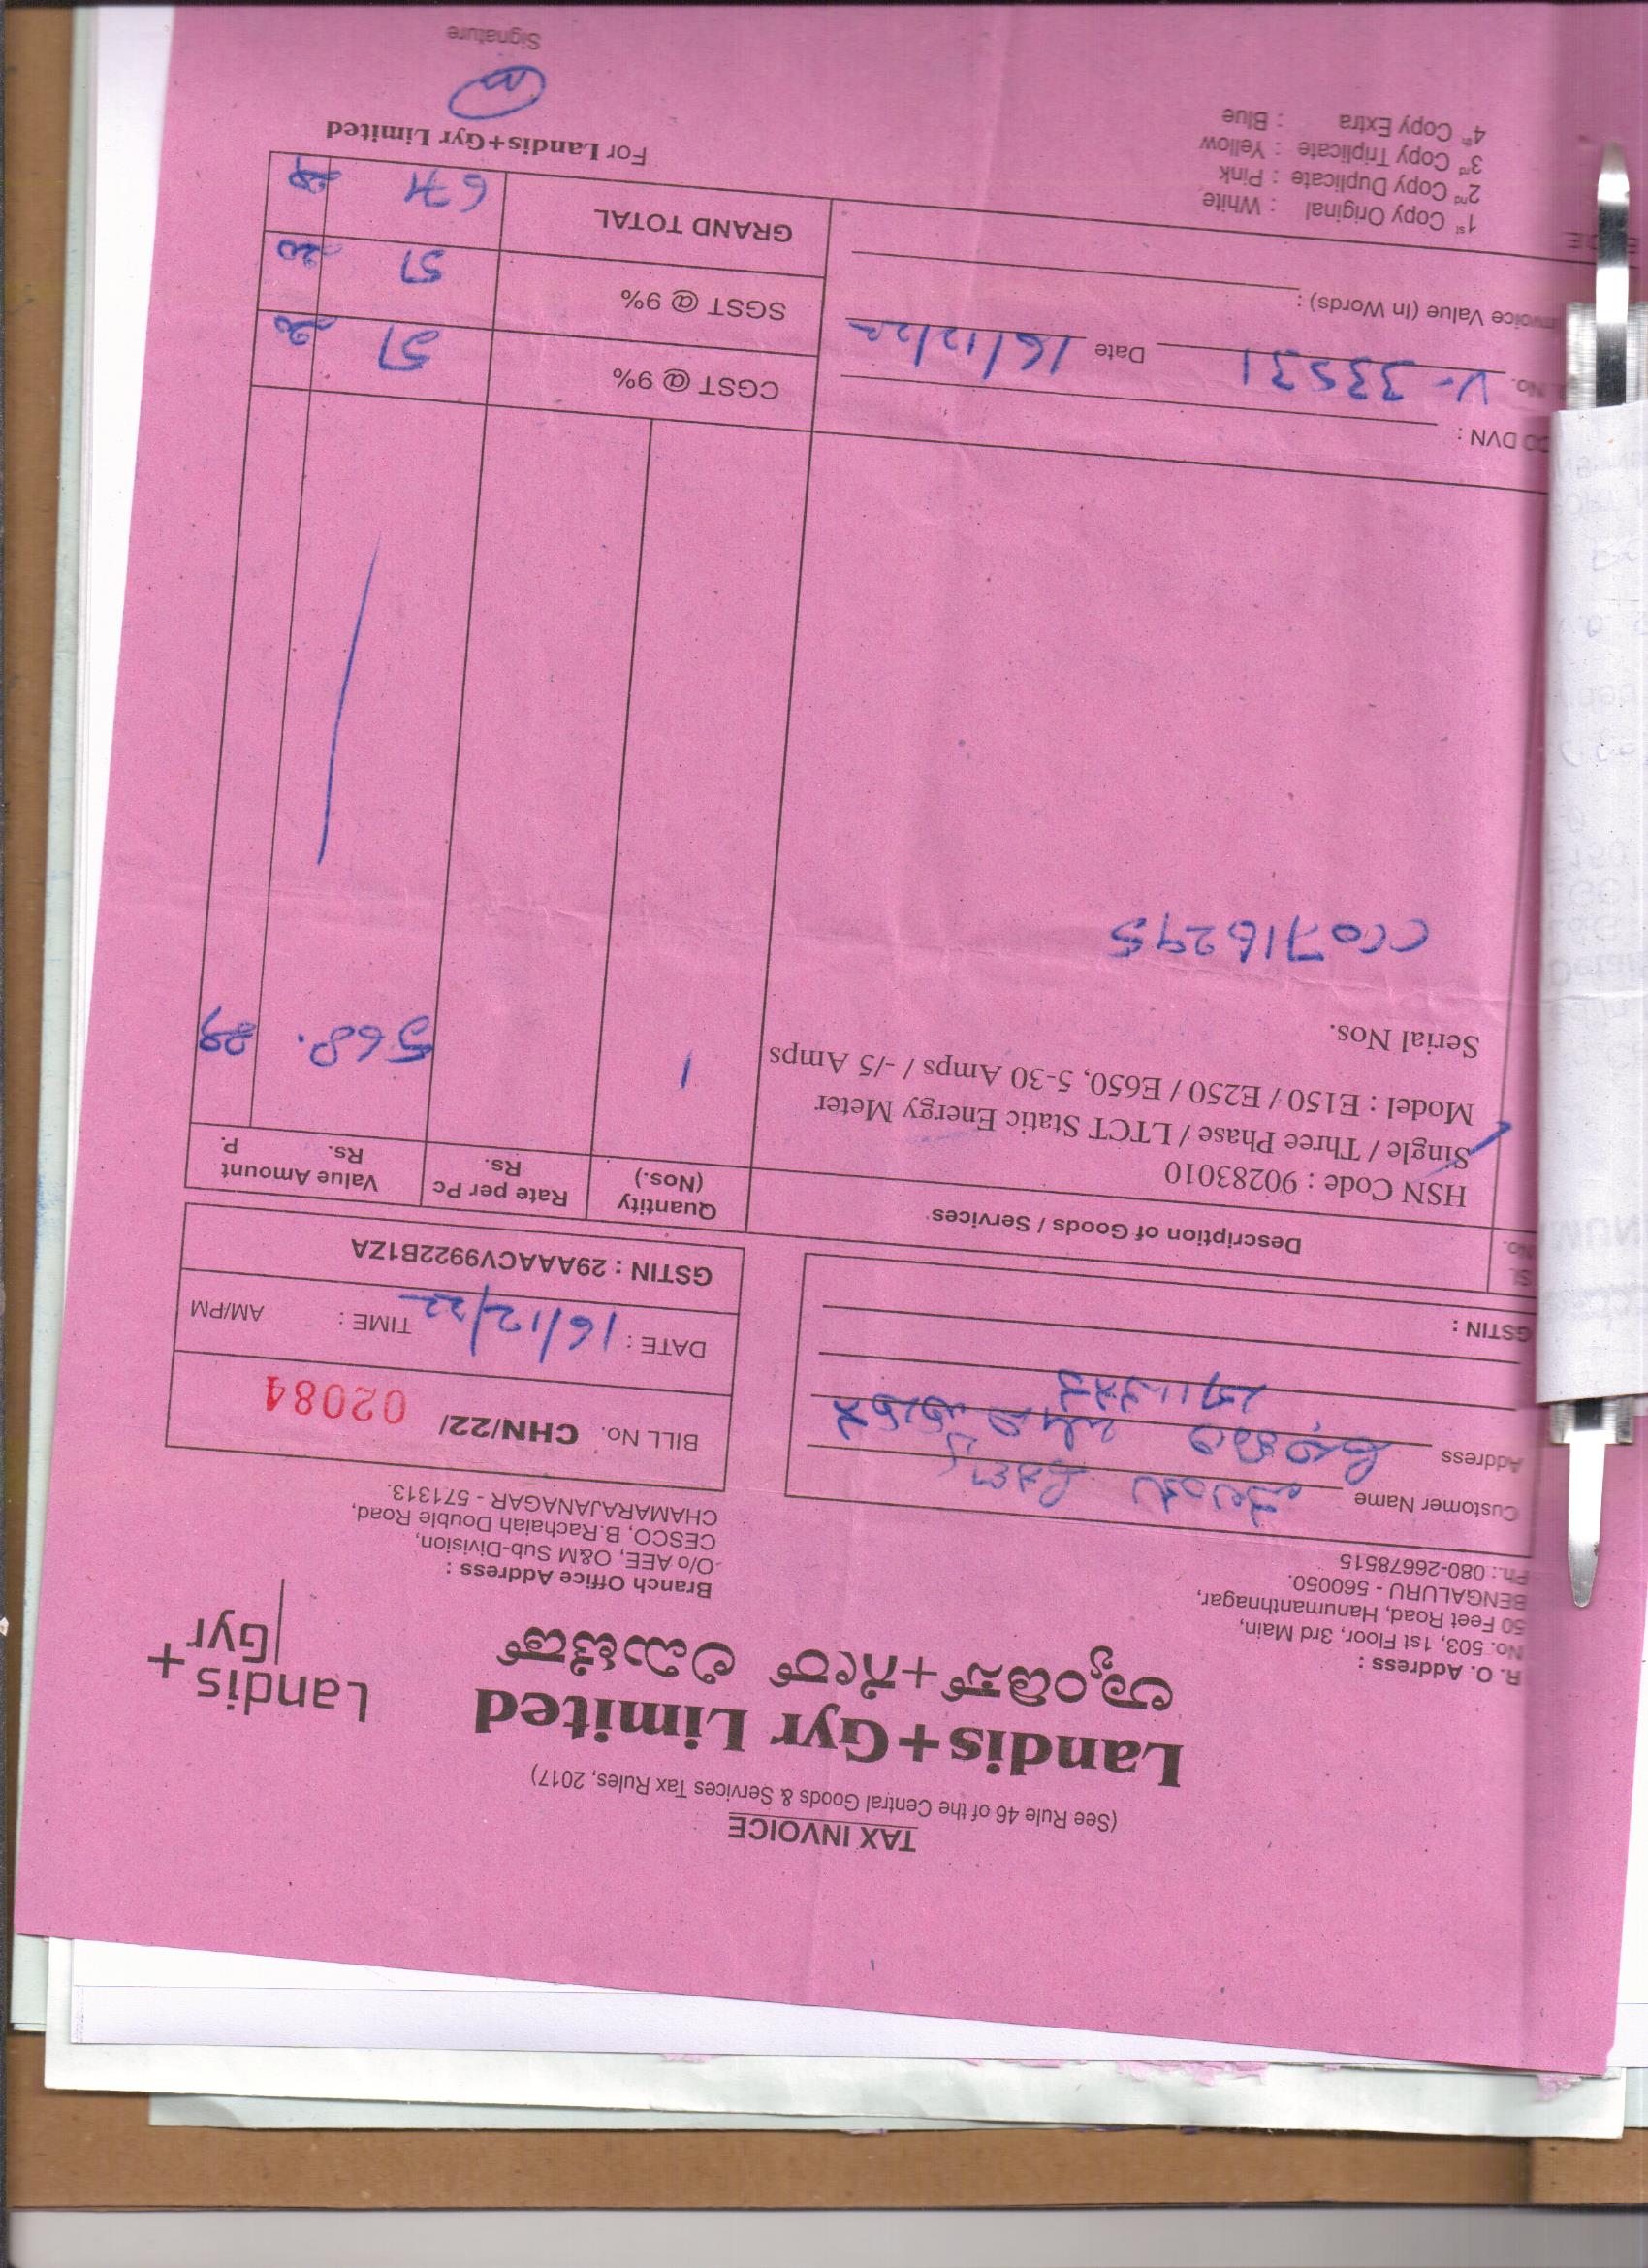 TAX INVOICE
(See Rule 46 of the Central Goods & Services Tax Rules, 2017)
Landis+Gyr Limited
ಲ್ಯಾಂಡಿಸ್+ಗೀರ್ ಲಿಮಿಟೆಡ್
Landis+
Gyr
R. O. Address :
No. 503, 1st Floor, 3rd Main,
50 Feet Road, Hanumanthnagar,
BENGALURU - 560050.
Ph.: 080-26678515
Branch Office Address :
O/o AEE, O&M Sub-Division,
CESCO, B.Rachaiah Double Road,
CHAMARAJANAGAR - 571313.
Customer Name
Address
GSTIN :
BILL No. CHN/22/ 02084
DATE : 16/12/22 TIME : AM/PM
GSTIN : 29AAACV9922B1ZA
SL No. Description of Goods / Services Quantity (Nos.) Rate per Pc Rs. Value Amount Rs. P.
HSN Code : 90283010
Single / Three Phase / LTCT Static Energy Meter
Model : E150 / E250 / E650, 5-30 Amps / -/5 Amps
1 568.
Serial Nos.
CC0716295
DVN :
No. V-33531 Date 16/12/22
Invoice Value (In Words) :
CGST @ 9% 51 20
SGST @ 9% 51 20
GRAND TOTAL 671
1st Copy Original : White
2nd Copy Duplicate : Pink
3rd Copy Triplicate : Yellow
4th Copy Extra : Blue
For Landis+Gyr Limited
Signature